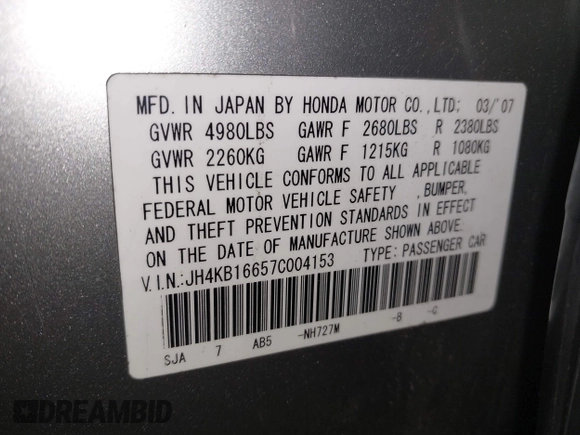 MFD. IN JAPAN BY HONDA MOTOR CO., LTD: 03/'07
GVWR 4980LBS GAWR F 2680LBS R 2380LBS
GVWR 2260KG GAWR F 1215KG R 1080KG
THIS VEHICLE CONFORMS TO ALL APPLICABLE
FEDERAL MOTOR VEHICLE SAFETY , BUMPER,
AND THEFT PREVENTION STANDARDS IN EFFECT
ON THE DATE OF MANUFACTURE SHOWN ABOVE.
V.I.N.:JH4KB16657C004153 TYPE: PASSENGER CAR
SJA 7 AB5 -NH727M -B -C
DREAMBID